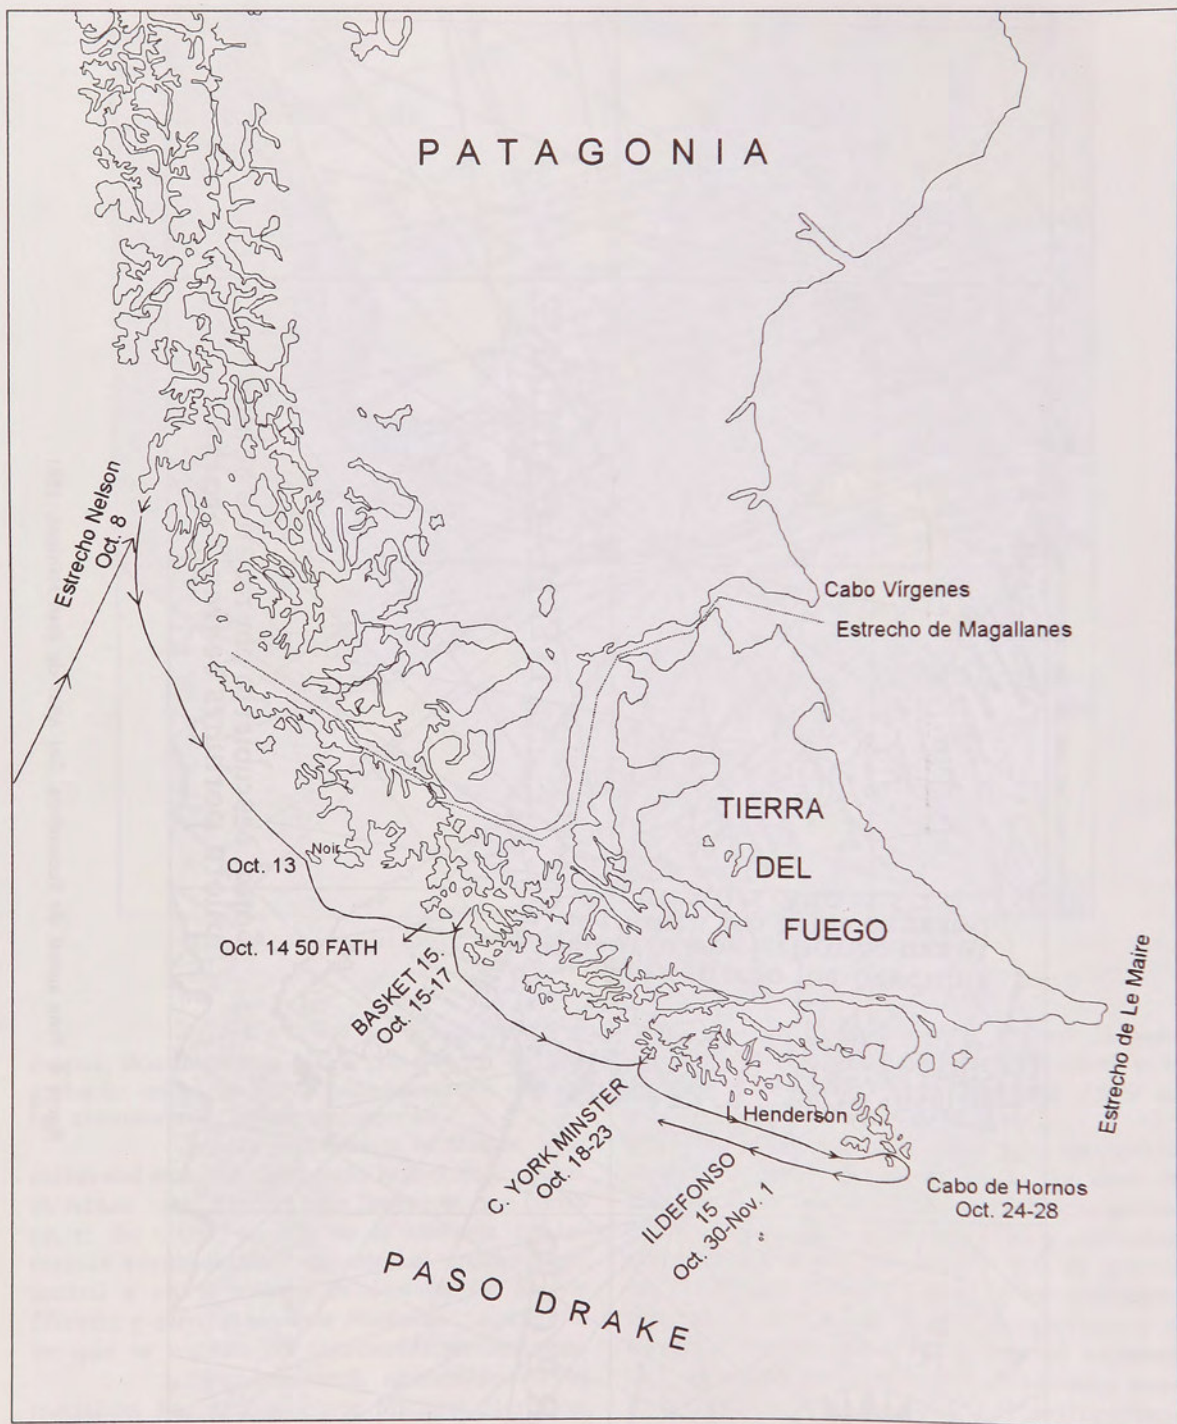 PATAGONIA
Estrecho Nelson
Oct. 8
Cabo Vírgenes
Estrecho de Magallanes
TIERRA
DEL
FUEGO
Noir
Oct. 13
Oct. 14 50 FATH
BASKET 15.
Oct. 15-17
C. YORK MINSTER
Oct. 18-23
I. Henderson
ILDEFONSO
15
Oct. 30-Nov. 1
Cabo de Hornos
Oct. 24-28
Estrecho de Le Maire
PASO DRAKE